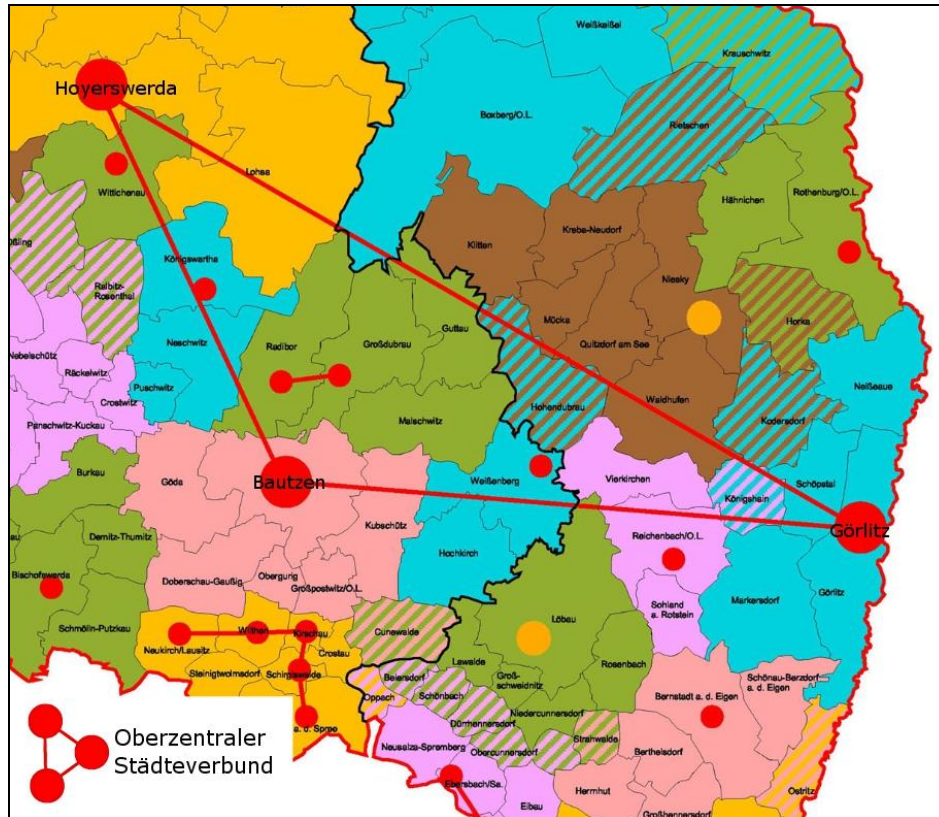 Weißkeißel
Krauschwitz
Hoyerswerda
Boxberg/O.L.
Rietschen
Lohsa
Wittichenau
Hähnichen
Rothenburg/O.L.
Klitten
Kreba-Neudorf
Königswartha
Ralbitz-
Rosenthal
Niesky
Mücka
Horka
Guttau
Radibor
Großdubrau
Quitzdorf am See
Neschwitz
Nebelschütz
Räckelwitz
Neißeaue
Puschwitz
Crostwitz
Waldhufen
Hohendubrau
Malschwitz
Kodersdorf
Panschwitz-Kuckau
Burkau
Göda
Bautzen
Weißenberg
Vierkirchen
Schöpstal
Königshain
Kubschütz
Görlitz
Demitz-Thumitz
Reichenbach/O.L.
Hochkirch
Bischofswerda
Doberschau-Gaußig
Obergurig
Großpostwitz/O.L.
Markersdorf
Görlitz
Sohland
a. Rotstein
Löbau
Schmölln-Putzkau
Wilthen
Kirschau
Cunewalde
Neukirch/Lausitz
Crostau
Lawalde
Rosenbach
Steinigtwolmsdorf
Schirgiswalde
Beiersdorf
Groß-
schweidnitz
Schönau-Berzdorf
a. d. Eigen
Bernstadt a. d. Eigen
Oppach
Schönbach
Niedercunnersdorf
a. d. Spree
Dürrhennersdorf
Strahwalde
Oberzentraler
Städteverbund
Neusalza-Spremberg
Obercunnersdorf
Berthelsdorf
Ebersbach/Sa.
Herrnhut
Ostritz
Eibau
Großhennersdorf